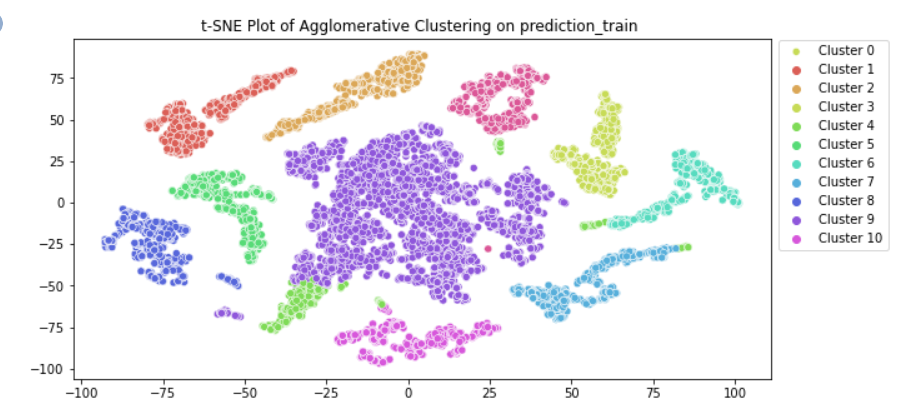 t-SNE Plot of Agglomerative Clustering on prediction_train
75
50
25
0
−25
−50
−75
−100
−100
−75
−50
−25
0
25
50
75
100
Cluster 0
Cluster 1
Cluster 2
Cluster 3
Cluster 4
Cluster 5
Cluster 6
Cluster 7
Cluster 8
Cluster 9
Cluster 10